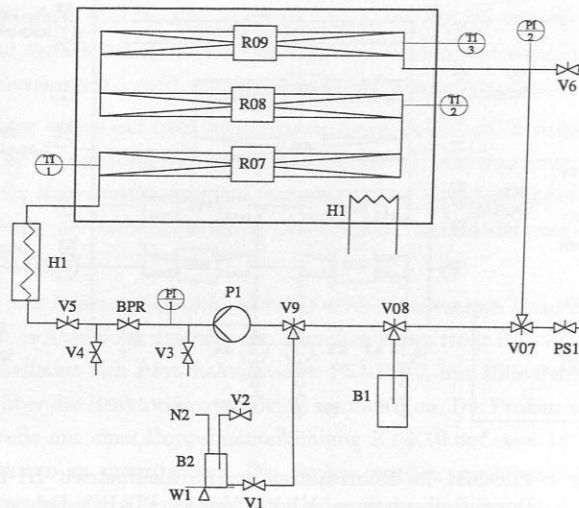 R09
TI
3
PI
2
V6
R08
TI
2
R07
TI
1
H1
H1
V5
BPR
PI
P1
V9
V08
V4
V3
V07
PS1
N2
V2
B1
B2
W1
V1